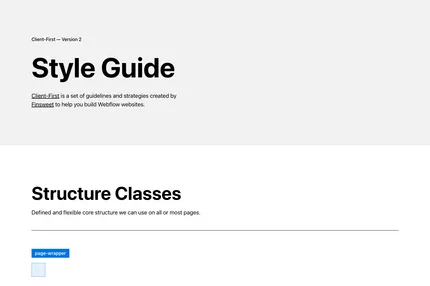 Client-First — Version 2
Style Guide
Client-First is a set of guidelines and strategies created by
Finsweet to help you build Webflow websites.
Structure Classes
Defined and flexible core structure we can use on all or most pages.
page-wrapper